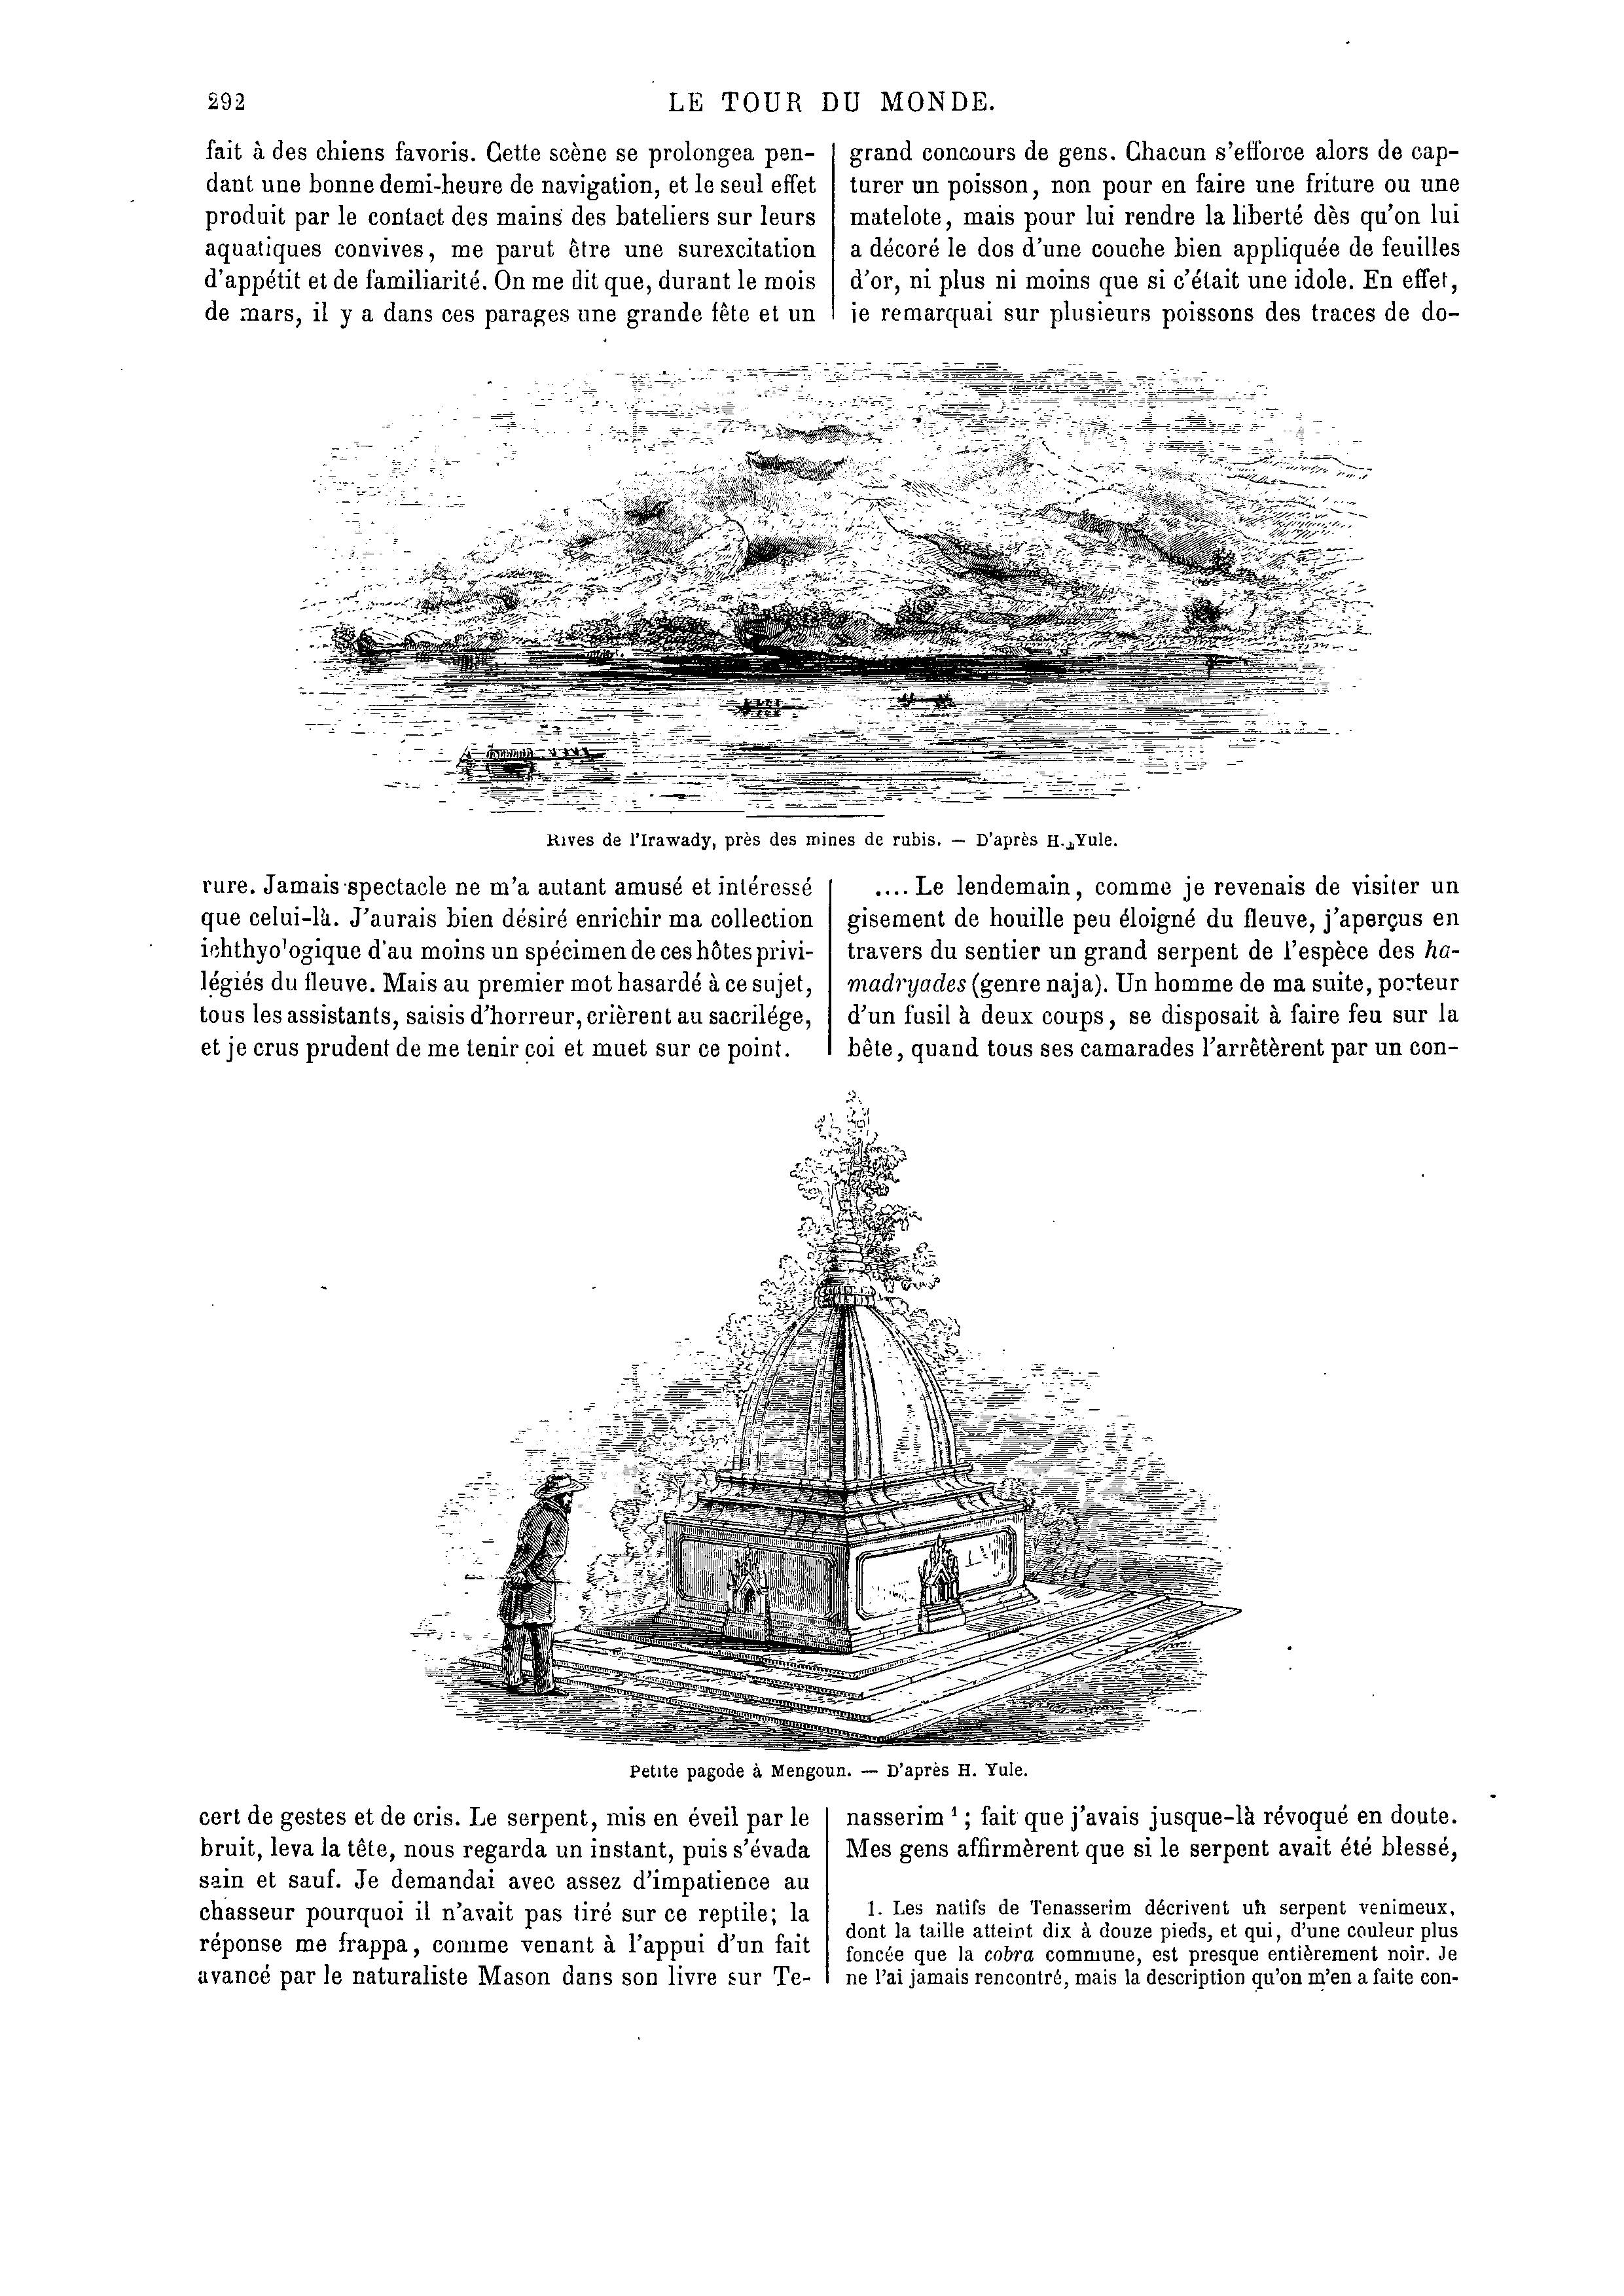 292
LE TOUR DU MONDE.
fait à des chiens favoris. Cette scène se prolongea pen-
dant une bonne demi-heure de navigation, et le seul effet
produit par le contact des mains des bateliers sur leurs
aquatiques convives, me parut être une surexcitation
d'appétit et de familiarité. On me dit que, durant le mois
de mars, il y a dans ces parages une grande fête et un
grand concours de gens. Chacun s'efforce alors de cap-
turer un poisson, non pour en faire une friture ou une
matelote, mais pour lui rendre la liberté dès qu'on lui
a décoré le dos d'une couche bien appliquée de feuilles
d'or, ni plus ni moins que si c'était une idole. En effet,
je remarquai sur plusieurs poissons des traces de do-
Rives de l'Irawady, près des mines de rubis. — D'après H. Yule.
rure. Jamais spectacle ne m'a autant amusé et intéressé
que celui-là. J'aurais bien désiré enrichir ma collection
ichthyologique d'au moins un spécimen de ces hôtes privi-
légiés du fleuve. Mais au premier mot hasardé à ce sujet,
tous les assistants, saisis d'horreur, crièrent au sacrilége,
et je crus prudent de me tenir coi et muet sur ce point.
.... Le lendemain, comme je revenais de visiter un
gisement de houille peu éloigné du fleuve, j'aperçus en
travers du sentier un grand serpent de l'espèce des ha-
madryades (genre naja). Un homme de ma suite, porteur
d'un fusil à deux coups, se disposait à faire feu sur la
bête, quand tous ses camarades l'arrêtèrent par un con-
Petite pagode à Mengoun. — D'après H. Yule.
cert de gestes et de cris. Le serpent, mis en éveil par le
bruit, leva la tête, nous regarda un instant, puis s'évada
sain et sauf. Je demandai avec assez d'impatience au
chasseur pourquoi il n'avait pas tiré sur ce reptile; la
réponse me frappa, comme venant à l'appui d'un fait
avancé par le naturaliste Mason dans son livre sur Te-
nasserim ¹; fait que j'avais jusque-là révoqué en doute.
Mes gens affirmèrent que si le serpent avait été blessé,
1. Les natifs de Tenasserim décrivent un serpent venimeux,
dont la taille atteint dix à douze pieds, et qui, d'une couleur plus
foncée que la cobra commune, est presque entièrement noir. Je
ne l'ai jamais rencontré, mais la description qu'on m'en a faite con-